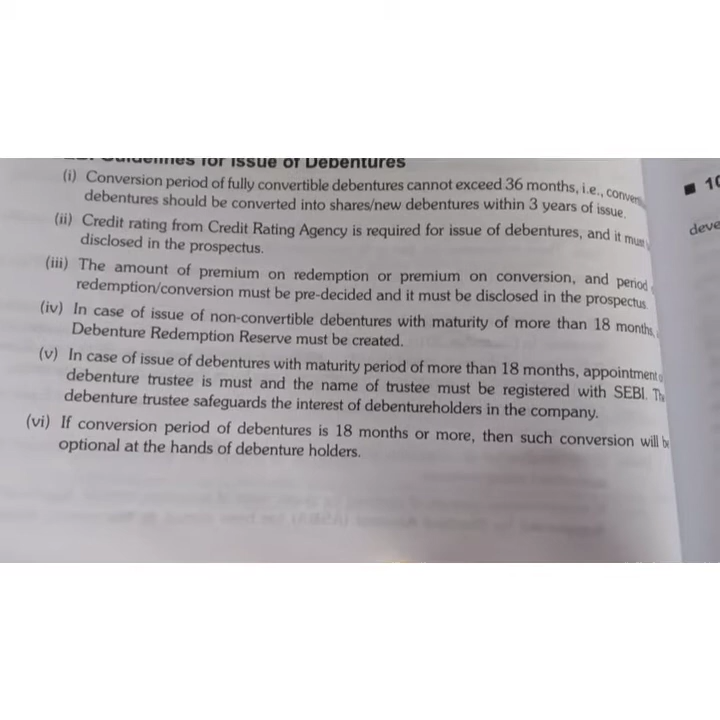 Guidelines for Issue of Debentures
(i) Conversion period of fully convertible debentures cannot exceed 36 months, i.e.,
debentures should be converted into shares/new debentures within 3 years of issue.
(ii) Credit rating from Credit Rating Agency is required for issue of debentures, and it must
disclosed in the prospectus.
(iii) The amount of premium on redemption or premium on conversion, and period
redemption/conversion must be pre-decided and it must be disclosed in the prospectus.
(iv) In case of issue of non-convertible debentures with maturity of more than 18 months,
Debenture Redemption Reserve must be created.
(v) In case of issue of debentures with maturity period of more than 18 months, appointment
debenture trustee is must and the name of trustee must be registered with SEBI. The
debenture trustee safeguards the interest of debentureholders in the company.
(vi) If conversion period of debentures is 18 months or more, then such conversion will be
optional at the hands of debenture holders.
■ 10
deve